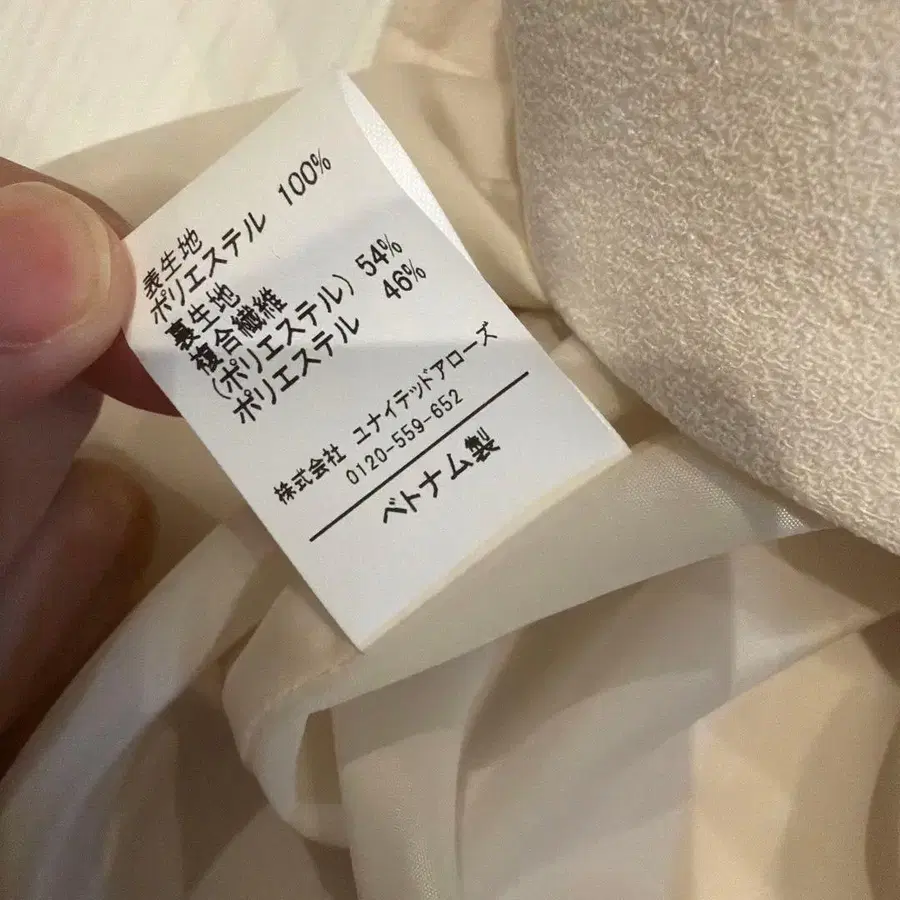 表生地
ポリエステル 100%
裏生地
複合繊維
(ポリエステル) 54%
ポリエステル 46%
株式会社 ユナイテッドアローズ
0120-559-652
ベトナム製